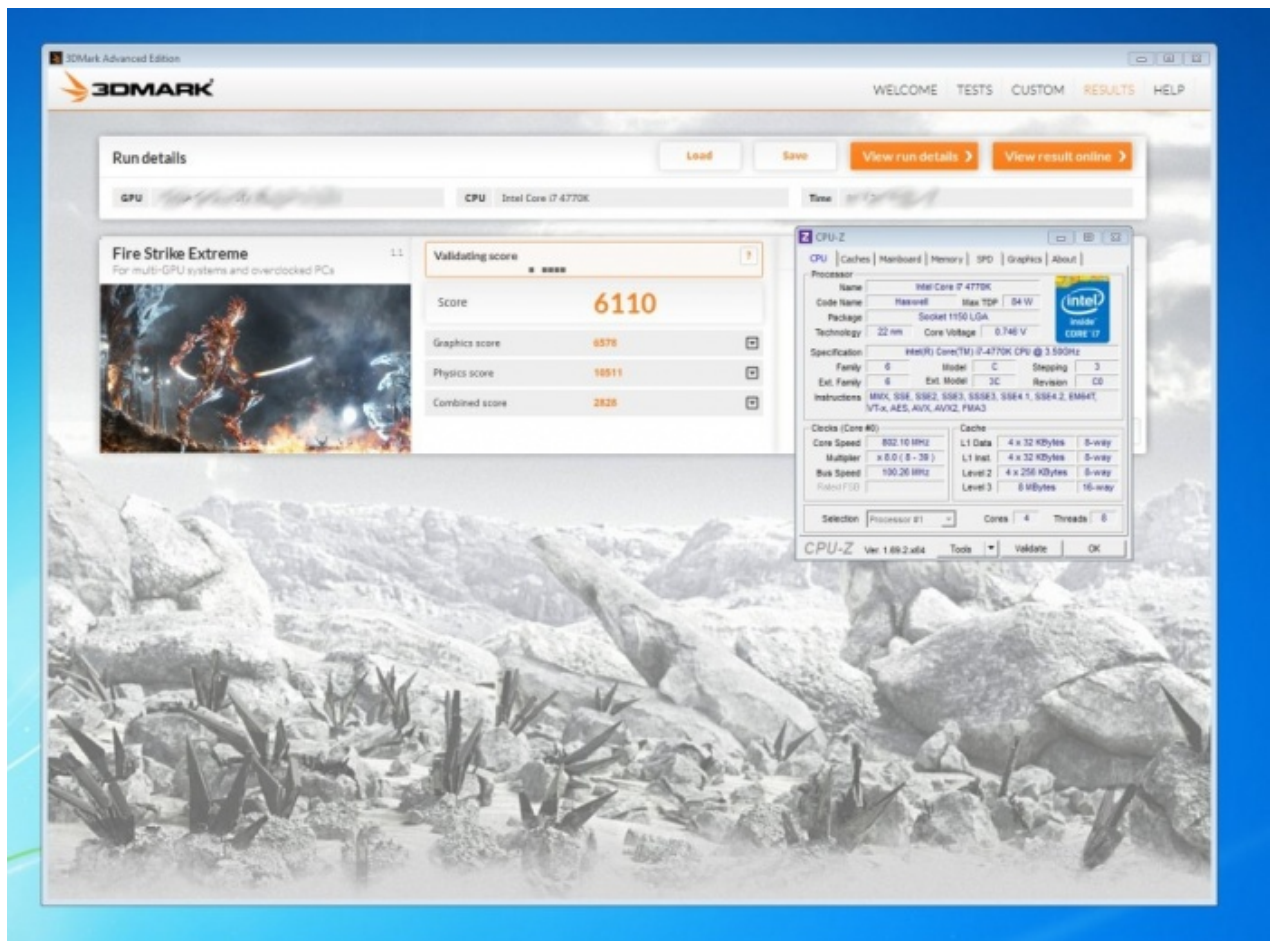 3DMark Advanced Edition
3DMARK
WELCOME TESTS CUSTOM RESULTS HELP
Run details
Load Save View run details View result online
GPU CPU Intel Core i7 4770K Time
Fire Strike Extreme 1.1
For multi-GPU systems and overclocked PCs
Validating score ?
Score 6110
Graphics score 6578
Physics score 10511
Combined score 2828
CPU-Z
CPU Caches Mainboard Memory SPD Graphics About
Processor
Name Intel Core i7 4770K
Code Name Haswell Max TDP 84 W
Package Socket 1150 LGA
Technology 22 nm Core Voltage 0.746 V
(intel)
inside
CORE i7
Specification Intel(R) Core(TM) i7-4770K CPU @ 3.50GHz
Family 6 Model C Stepping 3
Ext. Family 6 Ext. Model 3C Revision C0
Instructions MMX, SSE, SSE2, SSE3, SSSE3, SSE4.1, SSE4.2, EM64T,
VT-x, AES, AVX, AVX2, FMA3
Clocks (Core #0)
Core Speed 802.10 MHz
Multiplier x 8.0 ( 8 - 39 )
Bus Speed 100.26 MHz
Rated FSB
Cache
L1 Data 4 x 32 KBytes 8-way
L1 Inst. 4 x 32 KBytes 8-way
Level 2 4 x 256 KBytes 8-way
Level 3 8 MBytes 16-way
Selection Processor #1 Cores 4 Threads 8
CPU-Z Ver. 1.69.2.x64 Tools Validate OK